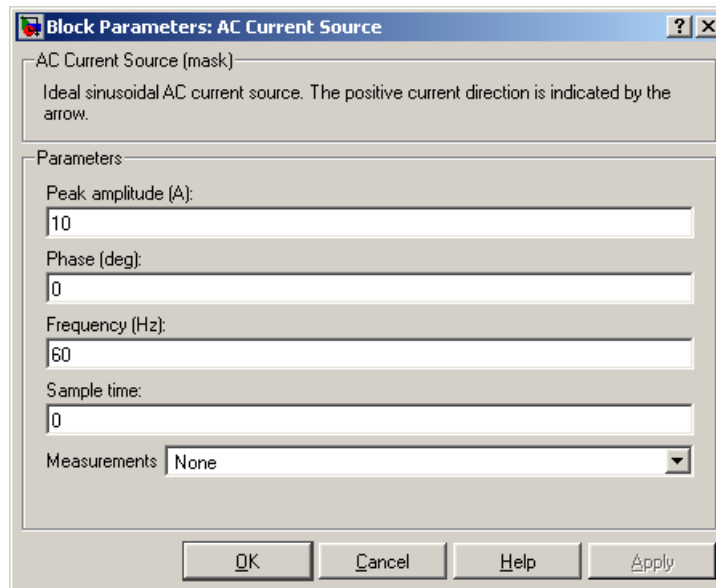 Block Parameters: AC Current Source
AC Current Source (mask)
Ideal sinusoidal AC current source. The positive current direction is indicated by the
arrow.
Parameters
Peak amplitude (A):
10
Phase (deg):
0
Frequency (Hz):
60
Sample time:
0
Measurements None
OK Cancel Help Apply